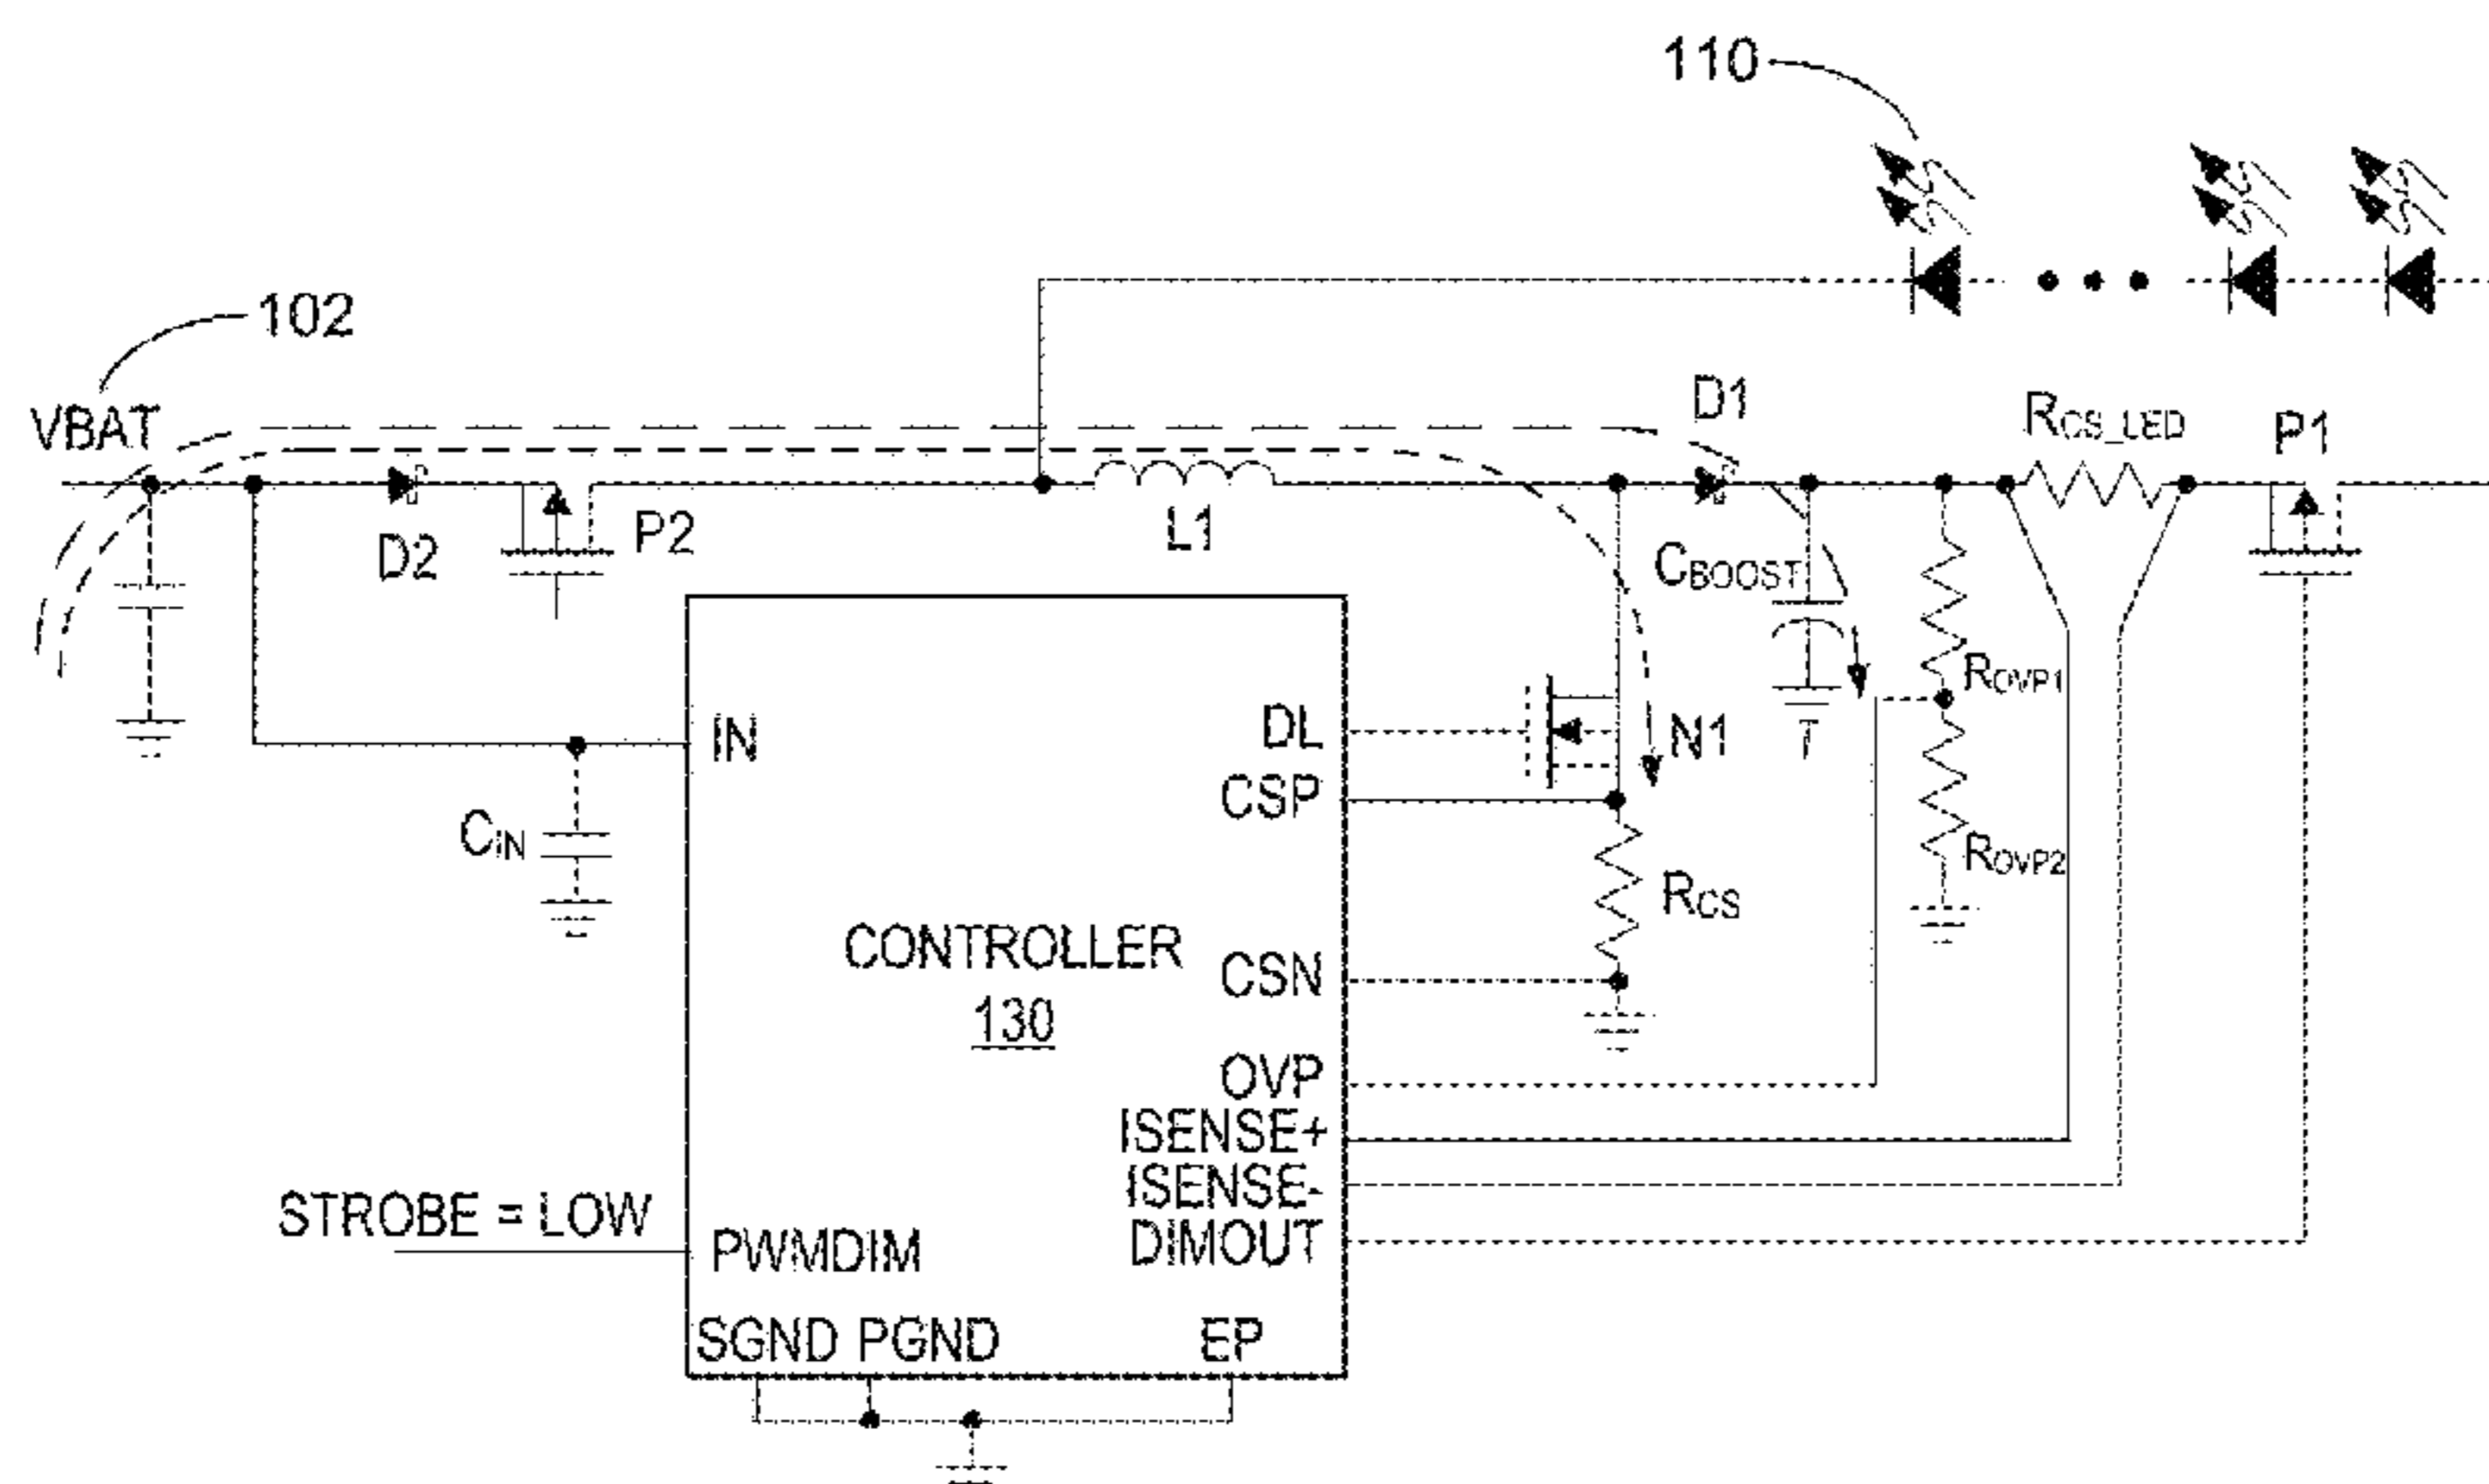 110
102
VBAT
D1
RCS_LED
P1
D2
P2
L1
CBOOST
ROVP1
IN
DL
N1
CSP
CIN
ROVP2
RCS
CONTROLLER
130
CSN
OVP
ISENSE+
ISENSE-
STROBE = LOW
PWMDIM
DIMOUT
SGND PGND
EP